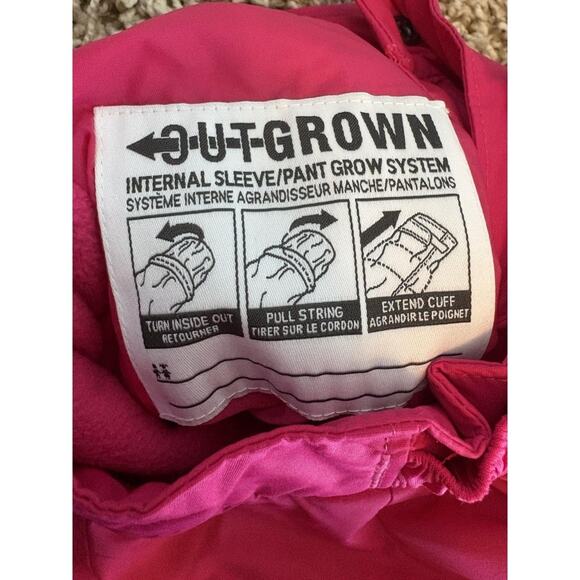 OUTGROWN
INTERNAL SLEEVE/PANT GROW SYSTEM
SYSTÈME INTERNE AGRANDISSEUR MANCHE/PANTALONS
TURN INSIDE OUT
RETOURNER
PULL STRING
TIRER SUR LE CORDON
EXTEND CUFF
AGRANDIR LE POIGNET